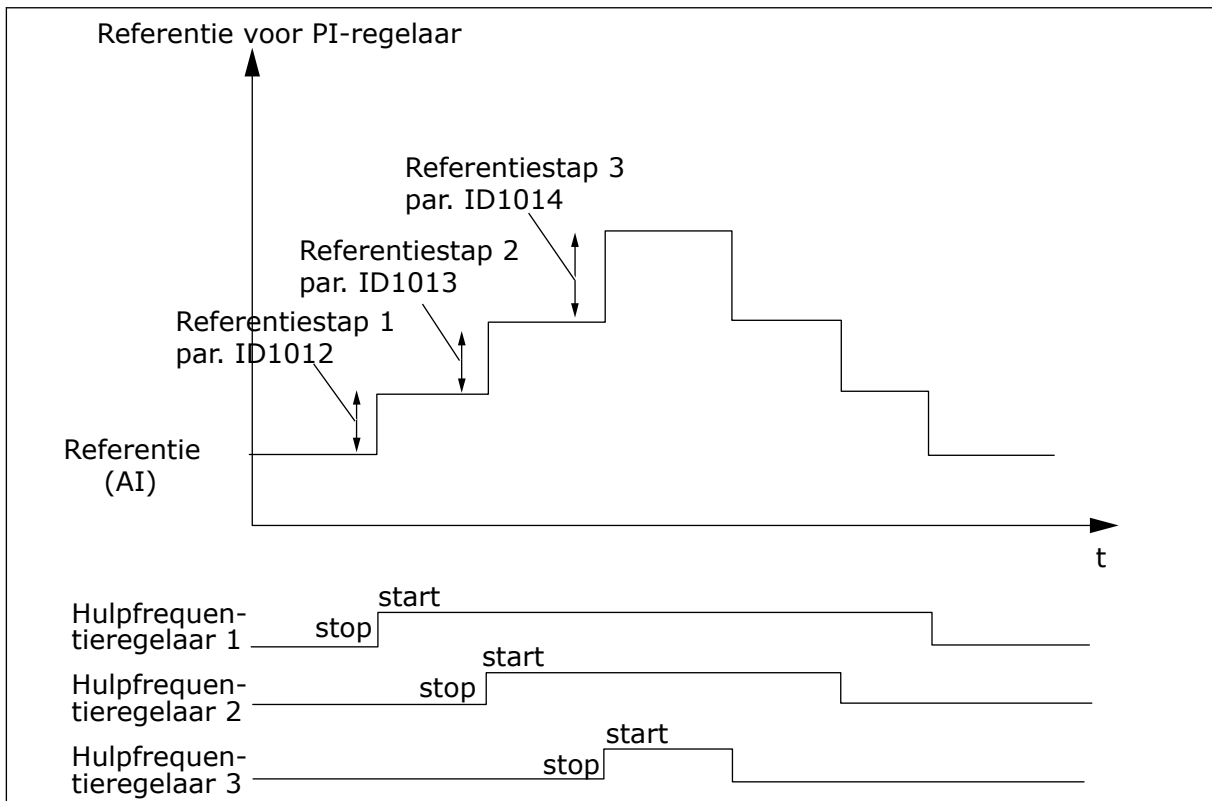 Referentie voor PI-regelaar
Referentiestap 3
par. ID1014
Referentiestap 2
par. ID1013
Referentiestap 1
par. ID1012
Referentie
(AI)
t
Hulpfrequen-
tieregelaar 1
stop
start
Hulpfrequen-
tieregelaar 2
stop
start
Hulpfrequen-
tieregelaar 3
stop
start